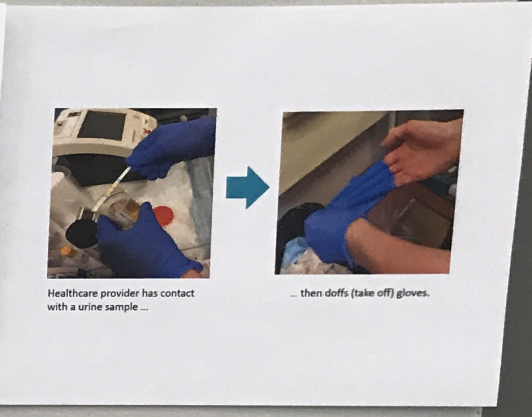 Healthcare provider has contact
with a urine sample ...
... then doffs (take off) gloves.